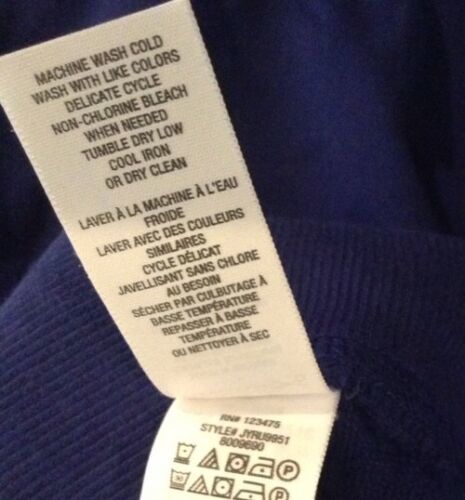 MACHINE WASH COLD
WASH WITH LIKE COLORS
DELICATE CYCLE
NON-CHLORINE BLEACH
WHEN NEEDED
TUMBLE DRY LOW
COOL IRON
OR DRY CLEAN
LAVER À LA MACHINE À L'EAU
FROIDE
LAVER AVEC DES COULEURS
SIMILAIRES
CYCLE DÉLICAT
JAVELLISANT SANS CHLORE
AU BESOIN
SÉCHER PAR CULBUTAGE À
BASSE TEMPÉRATURE
REPASSER À BASSE
TEMPÉRATURE
OU NETTOYER À SEC
RN# 123475
STYLE# JYRU9951
8009690
P
P